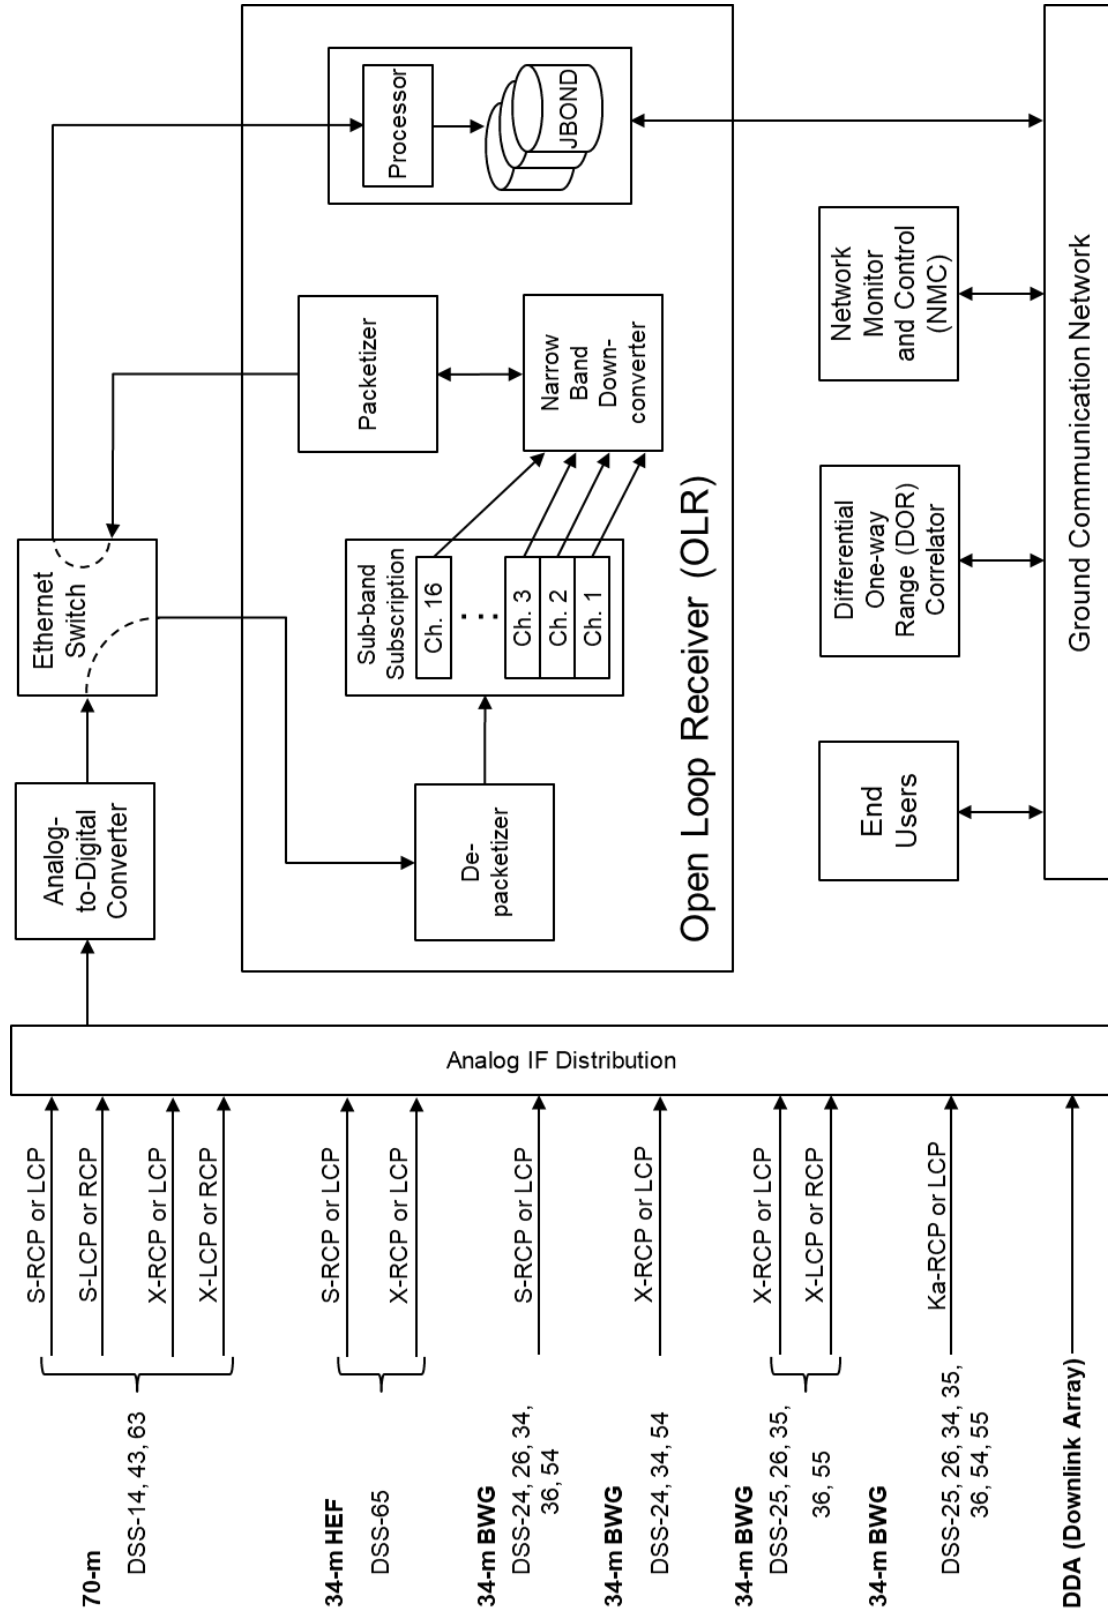 70-m
DSS-14, 43, 63
S-RCP or LCP
S-LCP or RCP
X-RCP or LCP
X-LCP or RCP
34-m HEF
DSS-65
S-RCP or LCP
X-RCP or LCP
34-m BWG
DSS-24, 26, 34,
36, 54
S-RCP or LCP
34-m BWG
DSS-24, 34, 54
X-RCP or LCP
34-m BWG
DSS-25, 26, 35,
36, 55
X-RCP or LCP
X-LCP or RCP
34-m BWG
DSS-25, 26, 34, 35,
36, 54, 55
Ka-RCP or LCP
DDA (Downlink Array)
Analog IF Distribution
Analog-
to-Digital
Converter
Ethernet
Switch
De-
packetizer
Sub-band
Subscription
Ch. 16
⋮
Ch. 3
Ch. 2
Ch. 1
Packetizer
Narrow
Band
Down-
converter
Processor
JBOND
Open Loop Receiver (OLR)
End
Users
Differential
One-way
Range (DOR)
Correlator
Network
Monitor
and Control
(NMC)
Ground Communication Network